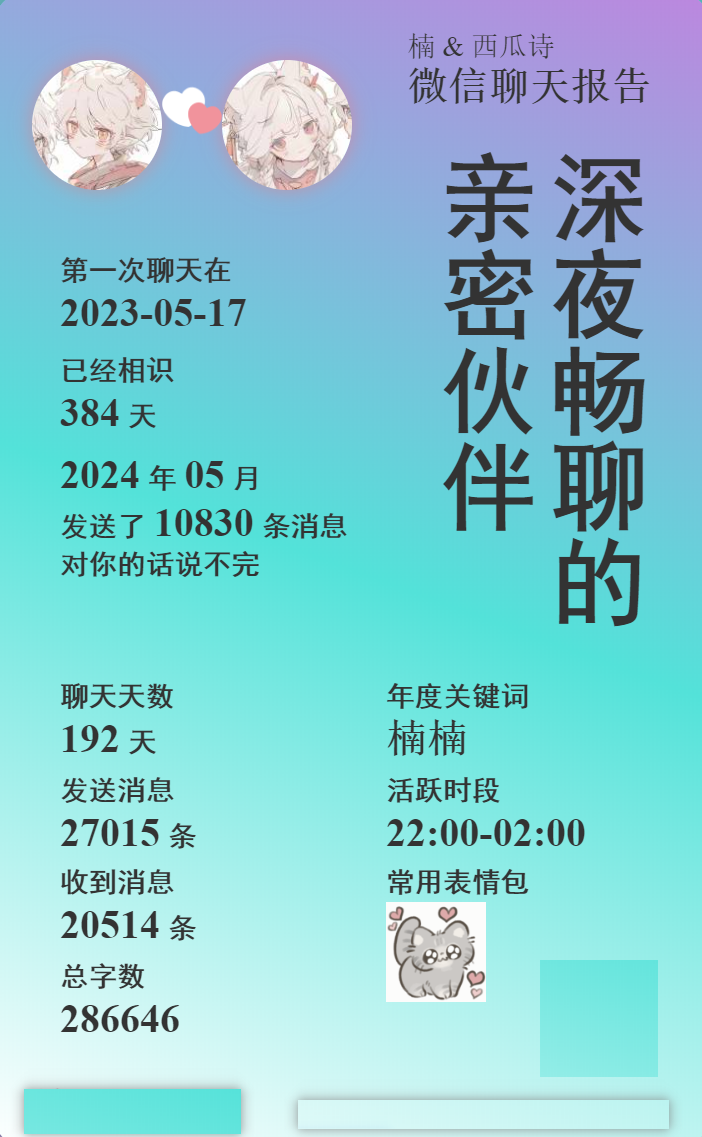 楠 & 西瓜诗
微信聊天报告
深夜畅聊的
亲密伙伴
第一次聊天在
2023-05-17
已经相识
384 天
2024 年 05 月
发送了 10830 条消息
对你的话说不完
聊天天数
192 天
发送消息
27015 条
收到消息
20514 条
总字数
286646
年度关键词
楠楠
活跃时段
22:00-02:00
常用表情包